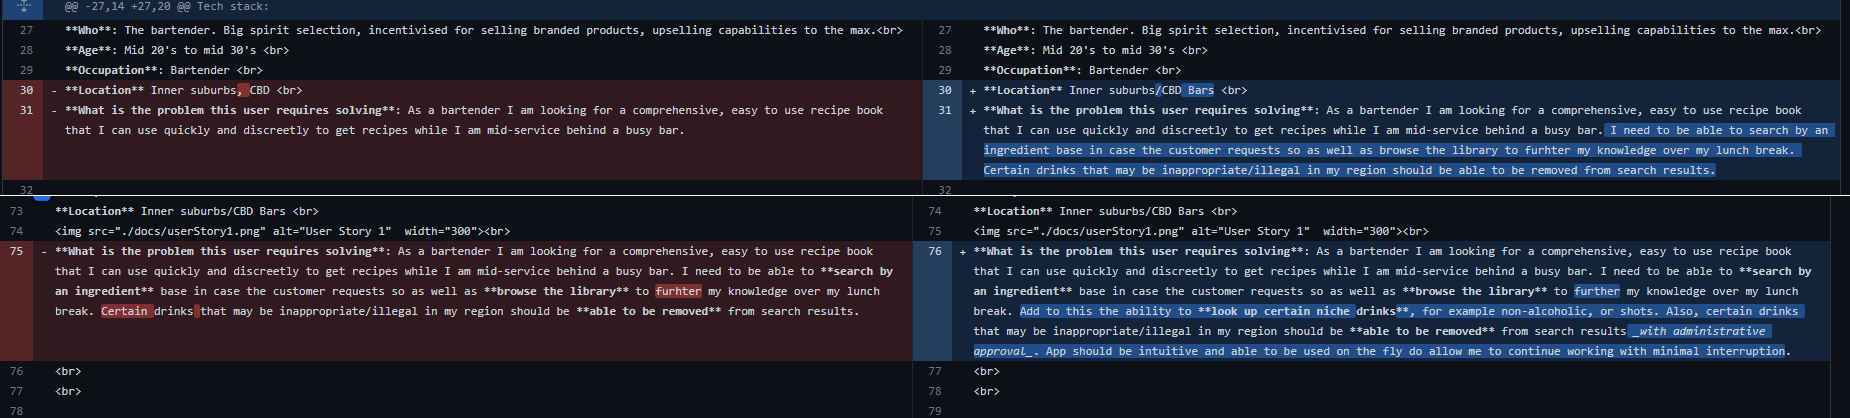 @@ -27,14 +27,20 @@ Tech stack:
27 **Who**: The bartender. Big spirit selection, incentivised for selling branded products, upselling capabilities to the max.<br>
28 **Age**: Mid 20's to mid 30's <br>
29 **Occupation**: Bartender <br>
30 - **Location** Inner suburbs, CBD <br>
31 - **What is the problem this user requires solving**: As a bartender I am looking for a comprehensive, easy to use recipe book
that I can use quickly and discreetly to get recipes while I am mid-service behind a busy bar.
32
27 **Who**: The bartender. Big spirit selection, incentivised for selling branded products, upselling capabilities to the max.<br>
28 **Age**: Mid 20's to mid 30's <br>
29 **Occupation**: Bartender <br>
30 + **Location** Inner suburbs/CBD Bars <br>
31 + **What is the problem this user requires solving**: As a bartender I am looking for a comprehensive, easy to use recipe book
that I can use quickly and discreetly to get recipes while I am mid-service behind a busy bar. I need to be able to search by an
ingredient base in case the customer requests so as well as browse the library to furhter my knowledge over my lunch break.
Certain drinks that may be inappropriate/illegal in my region should be able to be removed from search results.
32
73 **Location** Inner suburbs/CBD Bars <br>
74 <img src="./docs/userStory1.png" alt="User Story 1"  width="300"><br>
75 - **What is the problem this user requires solving**: As a bartender I am looking for a comprehensive, easy to use recipe book
that I can use quickly and discreetly to get recipes while I am mid-service behind a busy bar. I need to be able to **search by
an ingredient** base in case the customer requests so as well as **browse the library** to furhter my knowledge over my lunch
break. Certain drinks that may be inappropriate/illegal in my region should be **able to be removed** from search results.
76 <br>
77 <br>
78
74 **Location** Inner suburbs/CBD Bars <br>
75 <img src="./docs/userStory1.png" alt="User Story 1"  width="300"><br>
76 + **What is the problem this user requires solving**: As a bartender I am looking for a comprehensive, easy to use recipe book
that I can use quickly and discreetly to get recipes while I am mid-service behind a busy bar. I need to be able to **search by
an ingredient** base in case the customer requests so as well as **browse the library** to further my knowledge over my lunch
break. Add to this the ability to **look up certain niche drinks**, for example non-alcoholic, or shots. Also, certain drinks
that may be inappropriate/illegal in my region should be **able to be removed** from search results _with administrative
approval_. App should be intuitive and able to be used on the fly do allow me to continue working with minimal interruption.
77 <br>
78 <br>
79